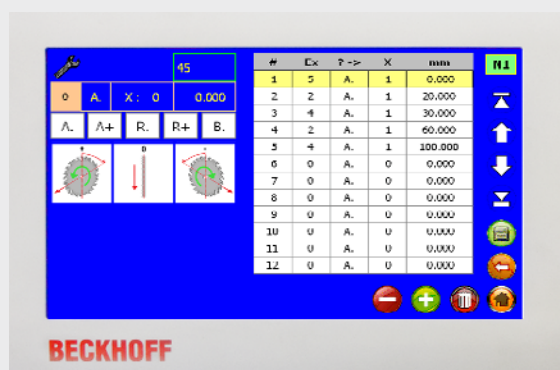 45
0 A. X: 0 0.000
A. A+ R. R+ B.
# Ex ? -> X mm
1 5 A. 1 0.000
2 2 A. 1 20.000
3 4 A. 1 30.000
4 2 A. 1 60.000
5 4 A. 1 100.000
6 0 A. 0 0.000
7 0 A. 0 0.000
8 0 A. 0 0.000
9 0 A. 0 0.000
10 0 A. 0 0.000
11 0 A. 0 0.000
12 0 A. 0 0.000
BECKHOFF